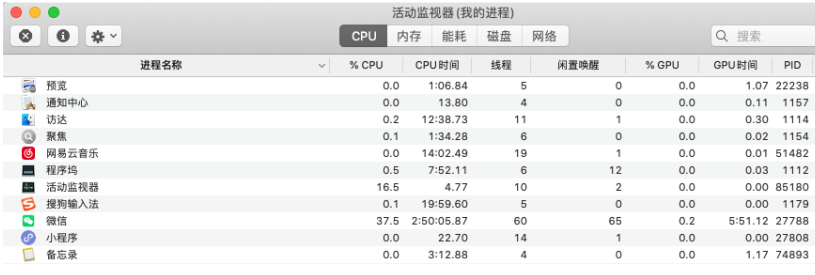 活动监视器 (我的进程)
CPU 内存 能耗 磁盘 网络 搜索
进程名称 % CPU CPU时间 线程 闲置唤醒 % GPU GPU时间 PID
预览 0.0 1:06.84 5 0 0.0 1.07 22238
通知中心 0.0 13.80 4 0 0.0 0.11 1157
访达 0.2 12:38.73 11 1 0.0 0.30 1114
聚焦 0.1 1:34.28 6 0 0.0 0.02 1154
网易云音乐 0.0 14:02.49 19 1 0.0 0.01 51482
程序坞 0.5 7:52.11 6 12 0.0 0.03 1112
活动监视器 16.5 4.77 10 2 0.0 0.00 85180
搜狗输入法 0.1 19:59.60 5 0 0.0 0.00 1179
微信 37.5 2:50:05.87 60 65 0.2 5:51.12 27788
小程序 0.0 22.70 14 1 0.0 0.00 27808
备忘录 0.0 3:12.88 4 0 0.0 1.17 74893